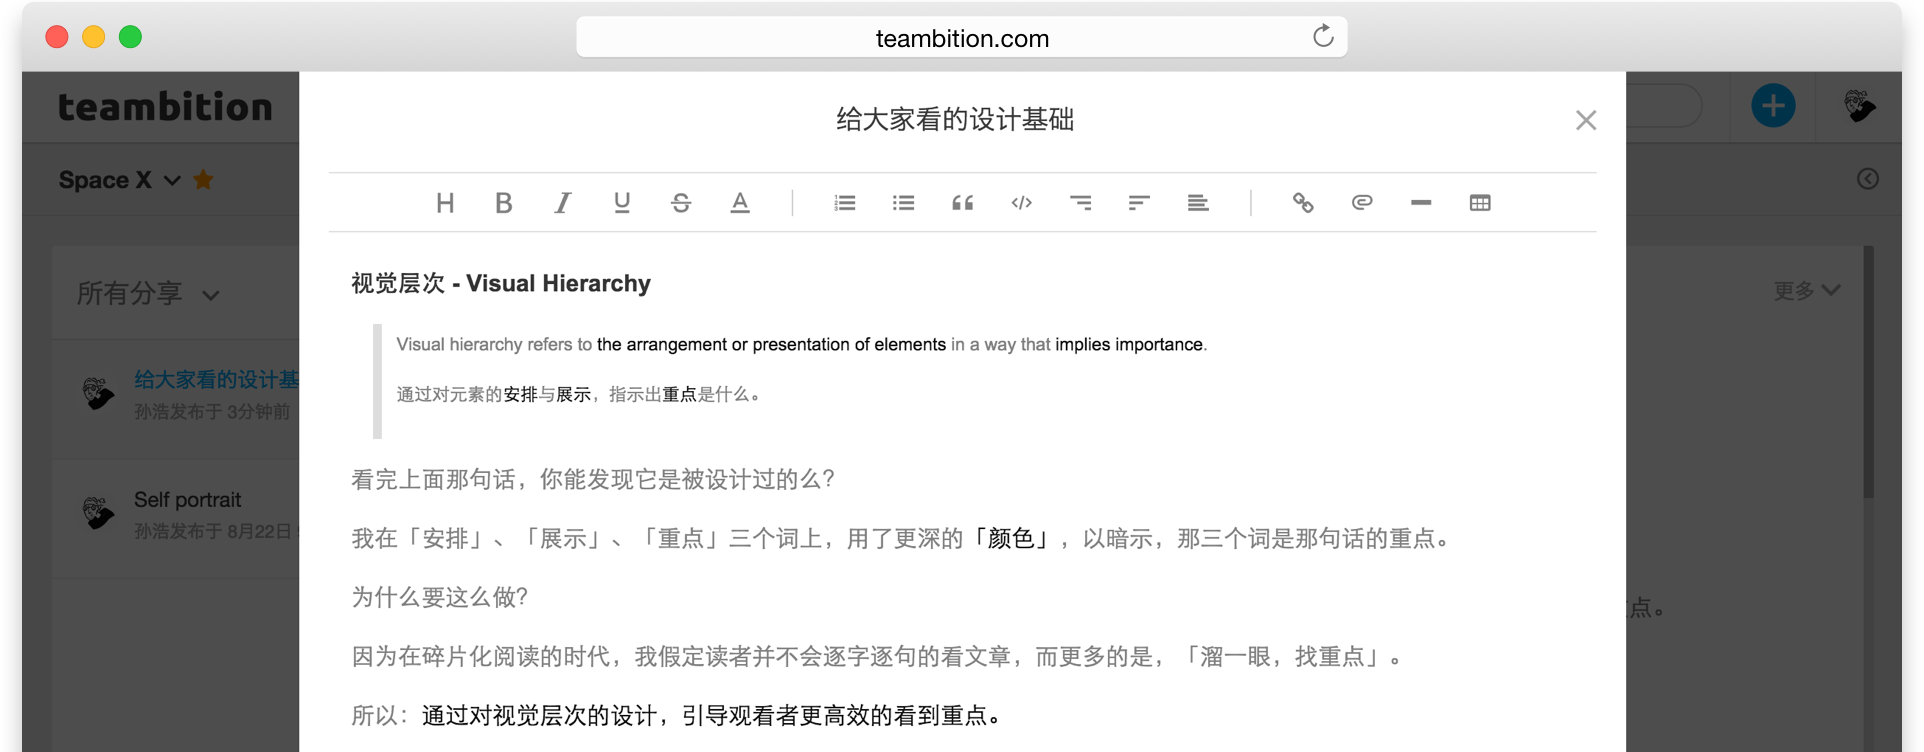 teambition.com
teambition
给大家看的设计基础
Space X
H B I U S A
所有分享
更多
视觉层次 - Visual Hierarchy
Visual hierarchy refers to the arrangement or presentation of elements in a way that implies importance.
给大家看的设计基
孙浩发布于 3分钟前
通过对元素的安排与展示，指示出重点是什么。
看完上面那句话，你能发现它是被设计过的么？
Self portrait
孙浩发布于 8月22日
我在「安排」、「展示」、「重点」三个词上，用了更深的「颜色」，以暗示，那三个词是那句话的重点。
为什么要这么做？
点。
因为在碎片化阅读的时代，我假定读者并不会逐字逐句的看文章，而更多的是，「溜一眼，找重点」。
所以：通过对视觉层次的设计，引导观看者更高效的看到重点。